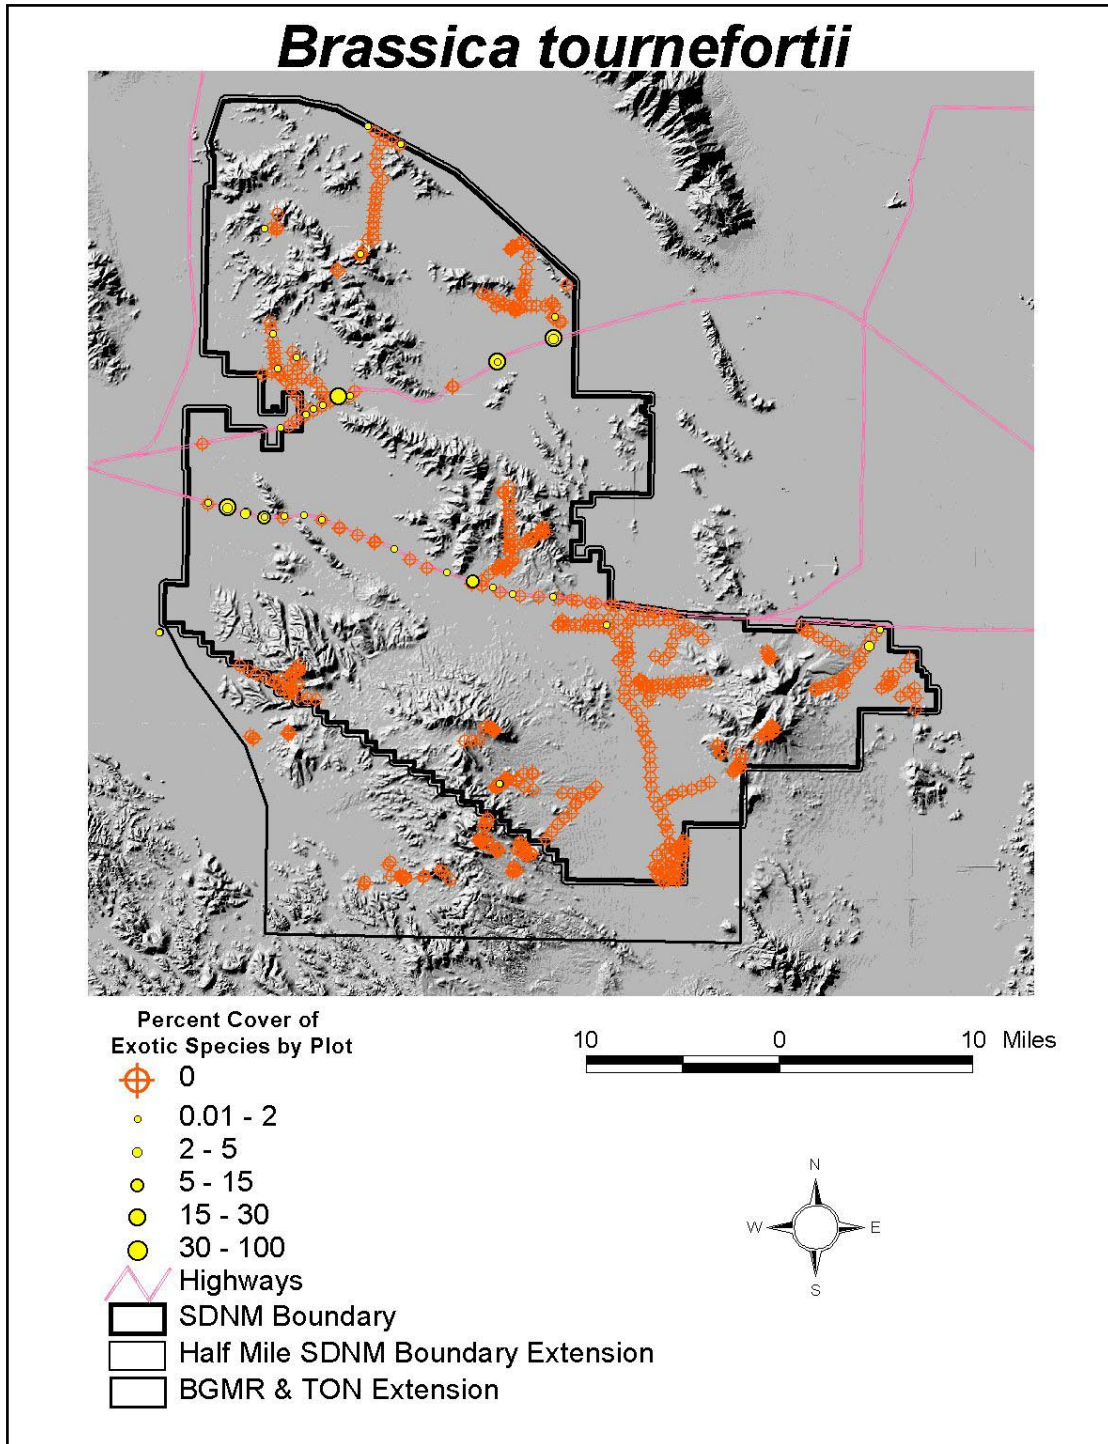 Brassica tournefortii
Percent Cover of
Exotic Species by Plot
0
0.01 - 2
2 - 5
5 - 15
15 - 30
30 - 100
Highways
SDNM Boundary
Half Mile SDNM Boundary Extension
BGMR & TON Extension
10 0 10 Miles
N
W E
S